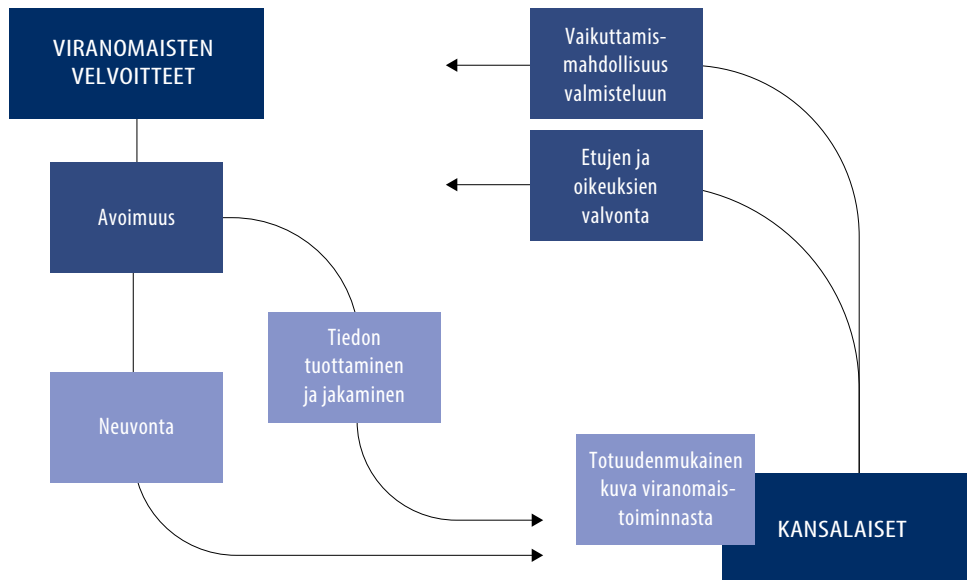 VIRANOMAISTEN
VELVOITTEET
Vaikuttamis-
mahdollisuus
valmisteluun
Etujen ja
oikeuksien
valvonta
Avoimuus
Tiedon
tuottaminen
ja jakaminen
Neuvonta
Totuudenmukainen
kuva viranomais-
toiminnasta
KANSALAISET